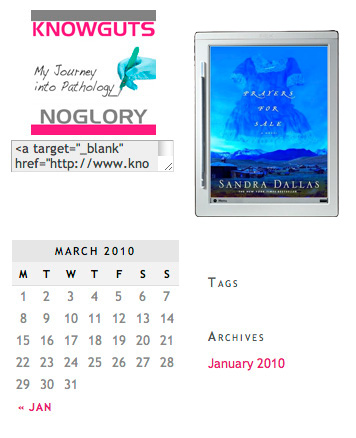 KNOWGUTS
My Journey
into Pathology
NOGLORY
<a target="_blank"
href="http://www.kno
PRAYERS
FOR
SALE
SANDRA DALLAS
MARCH 2010
M T W T F S S
1 2 3 4 5 6 7
8 9 10 11 12 13 14
15 16 17 18 19 20 21
22 23 24 25 26 27 28
29 30 31
« JAN
TAGS
ARCHIVES
January 2010